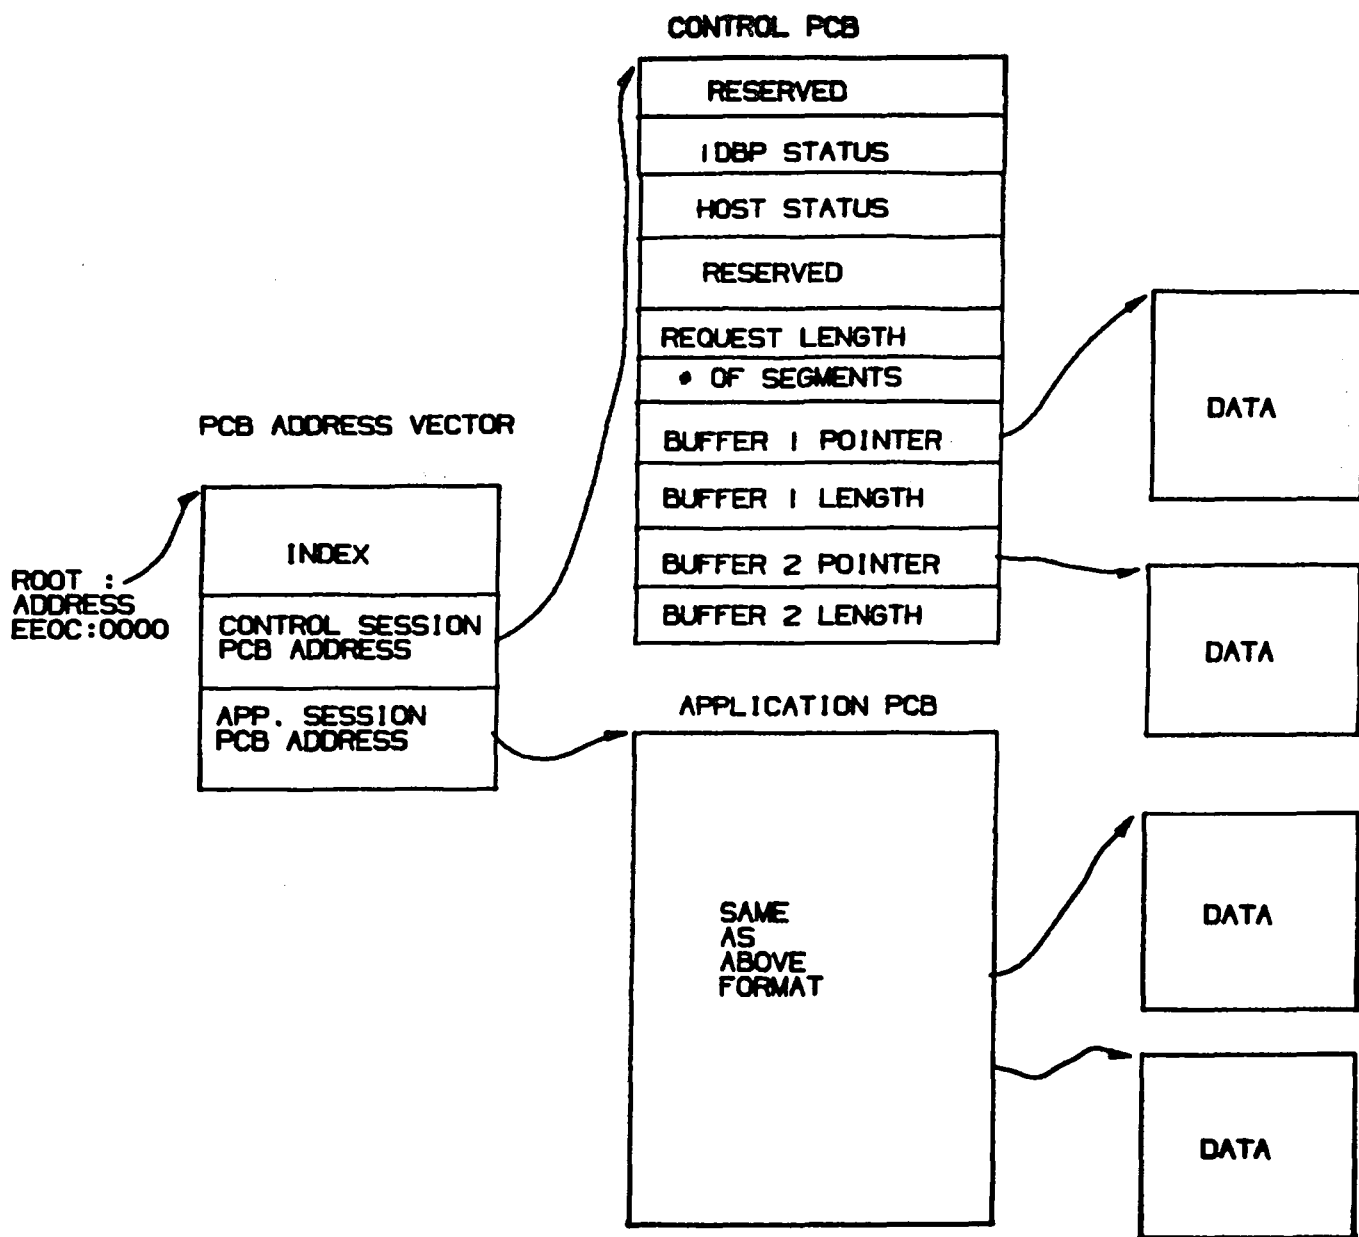 CONTROL PCB
RESERVED
IDBP STATUS
HOST STATUS
RESERVED
REQUEST LENGTH
# OF SEGMENTS
BUFFER 1 POINTER
BUFFER 1 LENGTH
BUFFER 2 POINTER
BUFFER 2 LENGTH
DATA
DATA
PCB ADDRESS VECTOR
INDEX
CONTROL SESSION
PCB ADDRESS
APP. SESSION
PCB ADDRESS
ROOT :
ADDRESS
EE0C:0000
APPLICATION PCB
SAME
AS
ABOVE
FORMAT
DATA
DATA